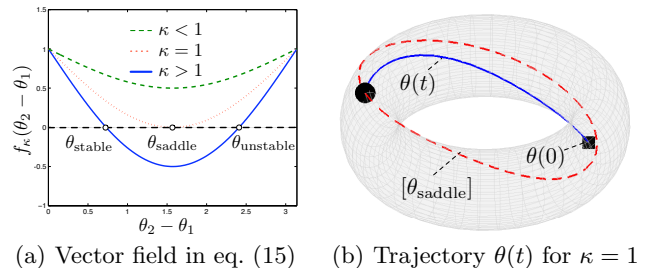 1.5
1
0.5
0
-0.5
-1
f_κ(θ_2 − θ_1)
κ < 1
κ = 1
κ > 1
θ_stable
θ_saddle
θ_unstable
0
0.5
1
1.5
2
2.5
3
θ_2 − θ_1
(a) Vector field in eq. (15)
θ(t)
θ(0)
[θ_saddle]
(b) Trajectory θ(t) for κ = 1